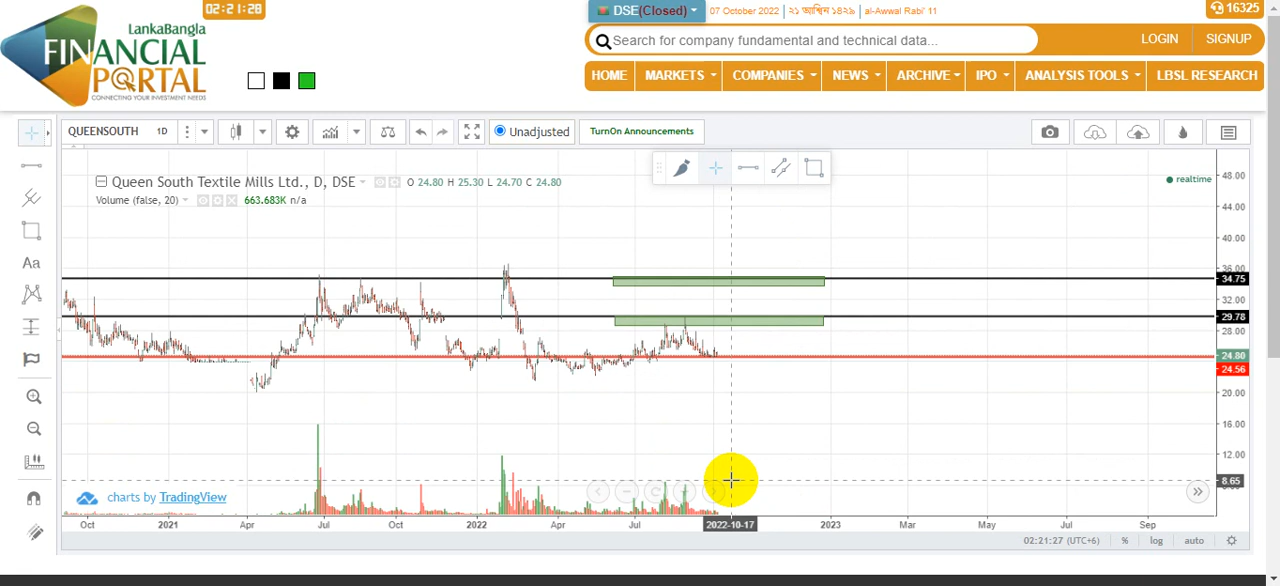 02:21:28
LankaBangla
FINANCIAL
PORTAL
CONNECTING YOUR INVESTMENT NEEDS
DSE(Closed)
07 October 2022 | ২১ আশ্বিন ১৪২৯ | al-Awwal Rabi' 11
16325
Search for company fundamental and technical data...
LOGIN SIGNUP
HOME MARKETS COMPANIES NEWS ARCHIVE IPO ANALYSIS TOOLS LBSL RESEARCH
QUEENSOUTH 1D Unadjusted TurnOn Announcements
Queen South Textile Mills Ltd., D, DSE O 24.80 H 25.30 L 24.70 C 24.80
Volume (false, 20) 663.683K n/a
realtime
Aa
48.00
44.00
40.00
36.00
34.75
32.00
29.78
28.00
24.80
24.56
20.00
16.00
12.00
8.65
charts by TradingView
Oct 2021 Apr Jul Oct 2022 Apr Jul 2022-10-17 2023 Mar May Jul Sep
02:21:27 (UTC+6) % log auto